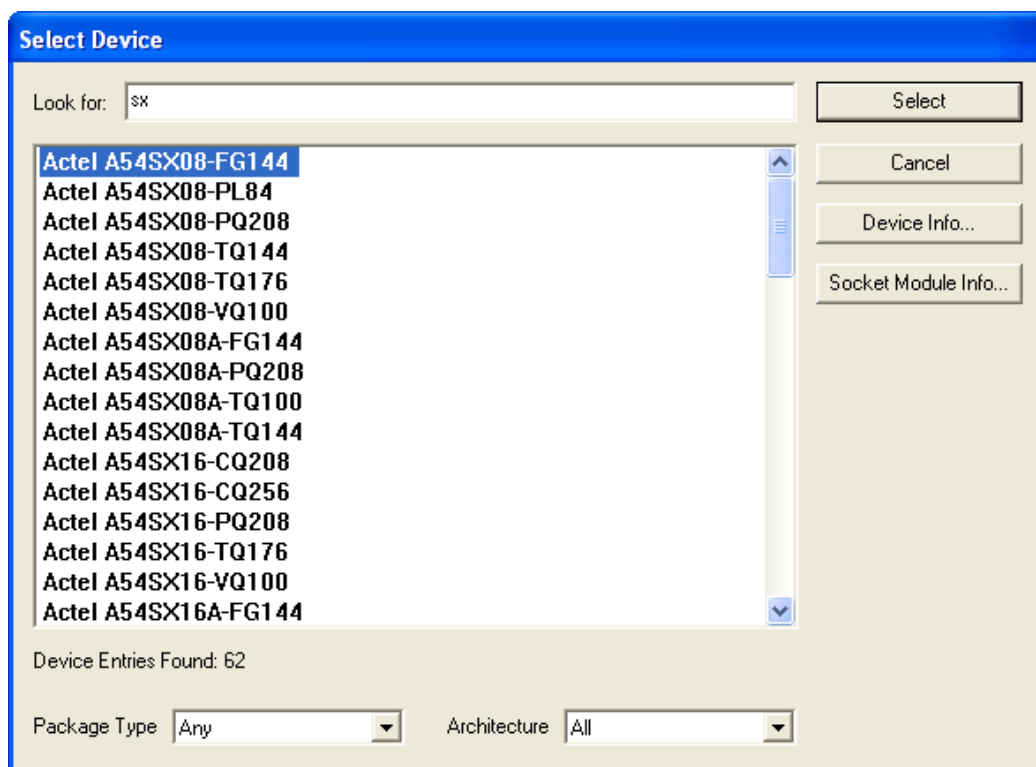 Select Device
Look for: sx
Select
Actel A54SX08-FG144
Cancel
Actel A54SX08-PL84
Actel A54SX08-PQ208
Device Info...
Actel A54SX08-TQ144
Actel A54SX08-TQ176
Socket Module Info...
Actel A54SX08-VQ100
Actel A54SX08A-FG144
Actel A54SX08A-PQ208
Actel A54SX08A-TQ100
Actel A54SX08A-TQ144
Actel A54SX16-CQ208
Actel A54SX16-CQ256
Actel A54SX16-PQ208
Actel A54SX16-TQ176
Actel A54SX16-VQ100
Actel A54SX16A-FG144
Device Entries Found: 62
Package Type Any Architecture All